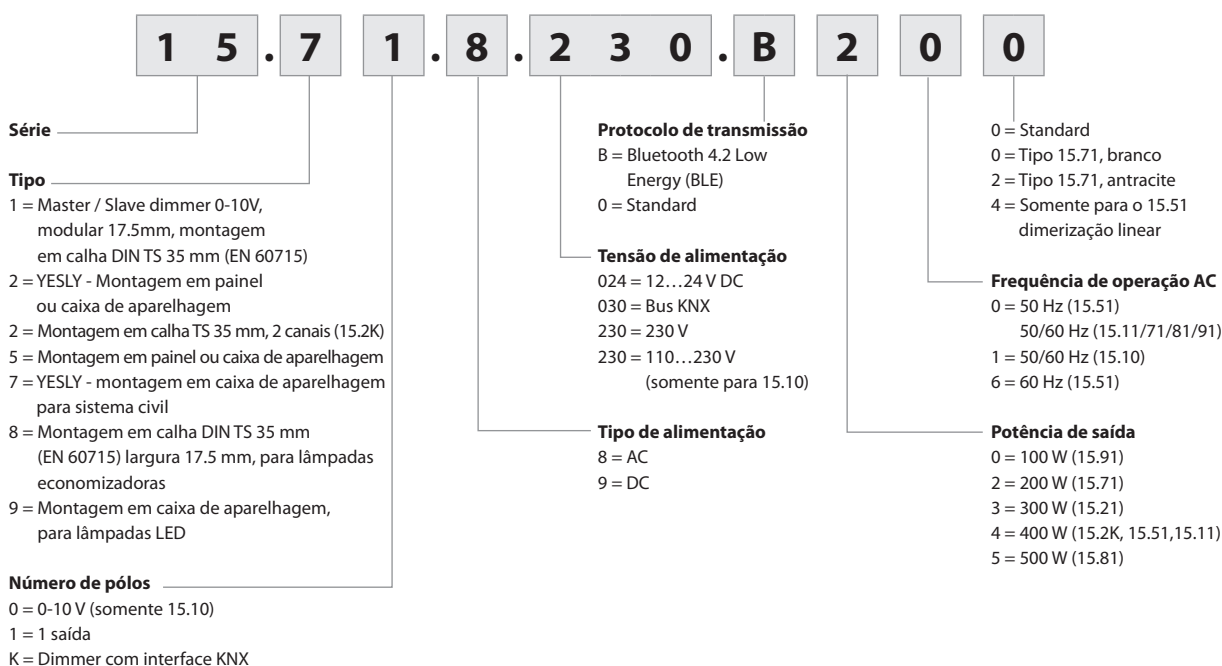 1 5 . 7 1 . 8 . 2 3 0 . B 2 0 0
Série
Tipo
1 = Master / Slave dimmer 0-10V,
modular 17.5mm, montagem
em calha DIN TS 35 mm (EN 60715)
2 = YESLY - Montagem em painel
ou caixa de aparelhagem
2 = Montagem em calha TS 35 mm, 2 canais (15.2K)
5 = Montagem em painel ou caixa de aparelhagem
7 = YESLY - montagem em caixa de aparelhagem
para sistema civil
8 = Montagem em calha DIN TS 35 mm
(EN 60715) largura 17.5 mm, para lâmpadas
economizadoras
9 = Montagem em caixa de aparelhagem,
para lâmpadas LED
Número de pólos
0 = 0-10 V (somente 15.10)
1 = 1 saída
K = Dimmer com interface KNX
Protocolo de transmissão
B = Bluetooth 4.2 Low
Energy (BLE)
0 = Standard
Tensão de alimentação
024 = 12…24 V DC
030 = Bus KNX
230 = 230 V
230 = 110…230 V
(somente para 15.10)
Tipo de alimentação
8 = AC
9 = DC
0 = Standard
0 = Tipo 15.71, branco
2 = Tipo 15.71, antracite
4 = Somente para o 15.51
dimerização linear
Frequência de operação AC
0 = 50 Hz (15.51)
50/60 Hz (15.11/71/81/91)
1 = 50/60 Hz (15.10)
6 = 60 Hz (15.51)
Potência de saída
0 = 100 W (15.91)
2 = 200 W (15.71)
3 = 300 W (15.21)
4 = 400 W (15.2K, 15.51,15.11)
5 = 500 W (15.81)